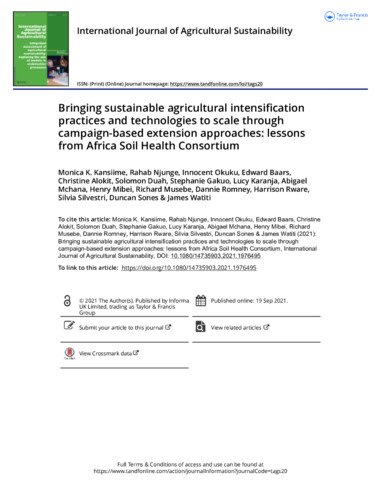 International Journal of Agricultural Sustainability
Taylor & Francis
ISSN: (Print) (Online) Journal homepage: https://www.tandfonline.com/loi/tags20
Bringing sustainable agricultural intensification
practices and technologies to scale through
campaign-based extension approaches: lessons
from Africa Soil Health Consortium
Monica K. Kansiime, Rahab Njunge, Innocent Okuku, Edward Baars,
Christine Alokit, Solomon Duah, Stephanie Gakuo, Lucy Karanja, Abigael
Mchana, Henry Mibei, Richard Musebe, Dannie Romney, Harrison Rware,
Silvia Silvestri, Duncan Sones & James Watiti
To cite this article: Monica K. Kansiime, Rahab Njunge, Innocent Okuku, Edward Baars, Christine
Alokit, Solomon Duah, Stephanie Gakuo, Lucy Karanja, Abigael Mchana, Henry Mibei, Richard
Musebe, Dannie Romney, Harrison Rware, Silvia Silvestri, Duncan Sones & James Watiti (2021):
Bringing sustainable agricultural intensification practices and technologies to scale through
campaign-based extension approaches: lessons from Africa Soil Health Consortium, International
Journal of Agricultural Sustainability, DOI: 10.1080/14735903.2021.1976495
To link to this article: https://doi.org/10.1080/14735903.2021.1976495
© 2021 The Author(s). Published by Informa
UK Limited, trading as Taylor & Francis
Group
Published online: 19 Sep 2021.
Submit your article to this journal
View related articles
View Crossmark data
Full Terms & Conditions of access and use can be found at
https://www.tandfonline.com/action/journalInformation?journalCode=tags20